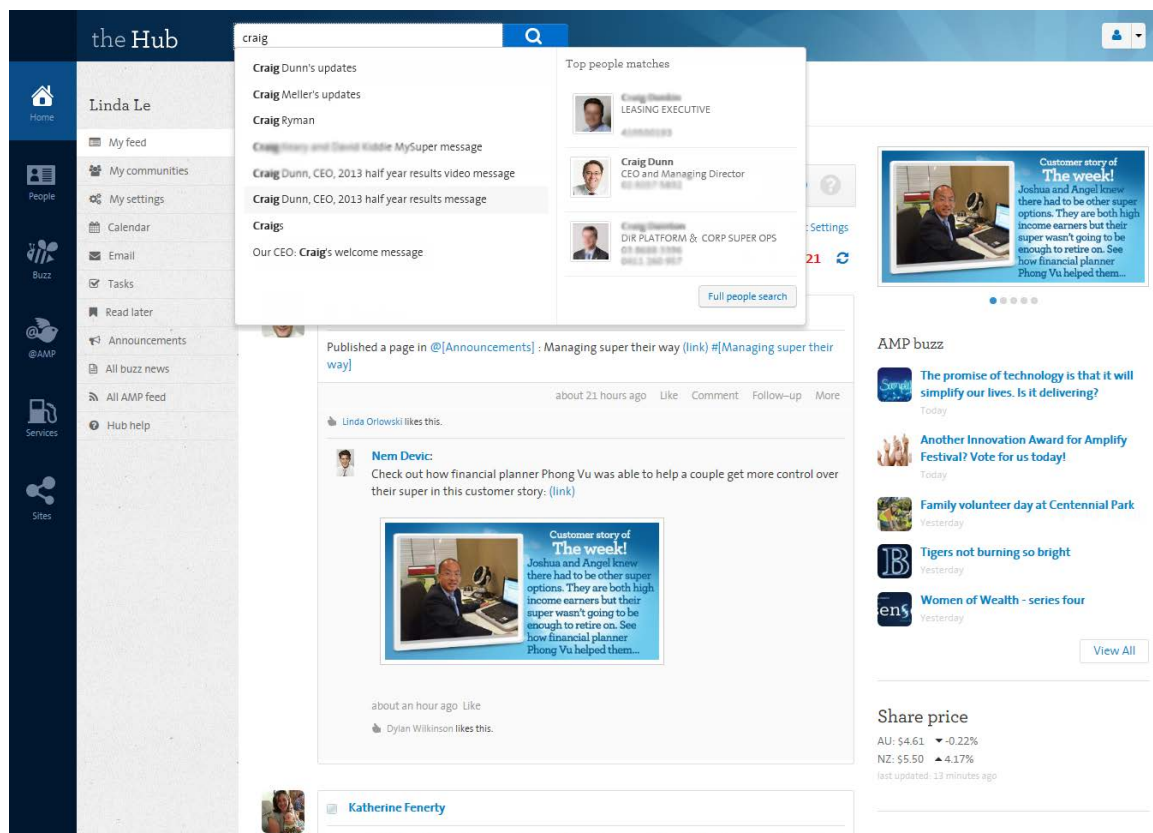 the Hub
craig
Home
People
Buzz
@AMP
Services
Sites
Linda Le
My feed
My communities
My settings
Calendar
Email
Tasks
Read later
Announcements
All buzz news
All AMP feed
Hub help
Craig Dunn's updates
Craig Meller's updates
Craig Ryman
MySuper message
Craig Dunn, CEO, 2013 half year results video message
Craig Dunn, CEO, 2013 half year results message
Craigs
Our CEO: Craig's welcome message
Top people matches
LEASING EXECUTIVE
Craig Dunn
CEO and Managing Director
DIR PLATFORM & CORP SUPER OPS
Full people search
Settings
21
Published a page in @[Announcements] : Managing super their way (link) #[Managing super their
way]
about 21 hours ago Like Comment Follow-up More
Linda Orlowski likes this.
Nem Devic:
Check out how financial planner Phong Vu was able to help a couple get more control over
their super in this customer story: (link)
Customer story of
The week!
Joshua and Angel knew
there had to be other super
options. They are both high
income earners but their
super wasn't going to be
enough to retire on. See
how financial planner
Phong Vu helped them...
about an hour ago Like
Dylan Wilkinson likes this.
Katherine Fenerty
Customer story of
The week!
Joshua and Angel knew
there had to be other super
options. They are both high
income earners but their
super wasn't going to be
enough to retire on. See
how financial planner
Phong Vu helped them...
AMP buzz
The promise of technology is that it will
simplify our lives. Is it delivering?
Today
Another Innovation Award for Amplify
Festival? Vote for us today!
Today
Family volunteer day at Centennial Park
Yesterday
Tigers not burning so bright
Yesterday
Women of Wealth - series four
Yesterday
View All
Share price
AU: $4.61 ▼ -0.22%
NZ: $5.50 ▲ 4.17%
last updated: 13 minutes ago